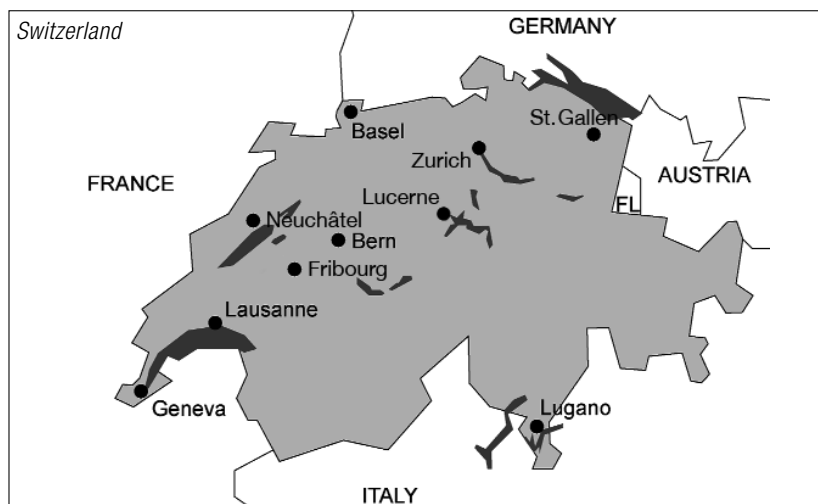 Switzerland
GERMANY
Basel
St.Gallen
Zurich
AUSTRIA
FRANCE
Lucerne
FL
Neuchâtel
Bern
Fribourg
Lausanne
Geneva
Lugano
ITALY